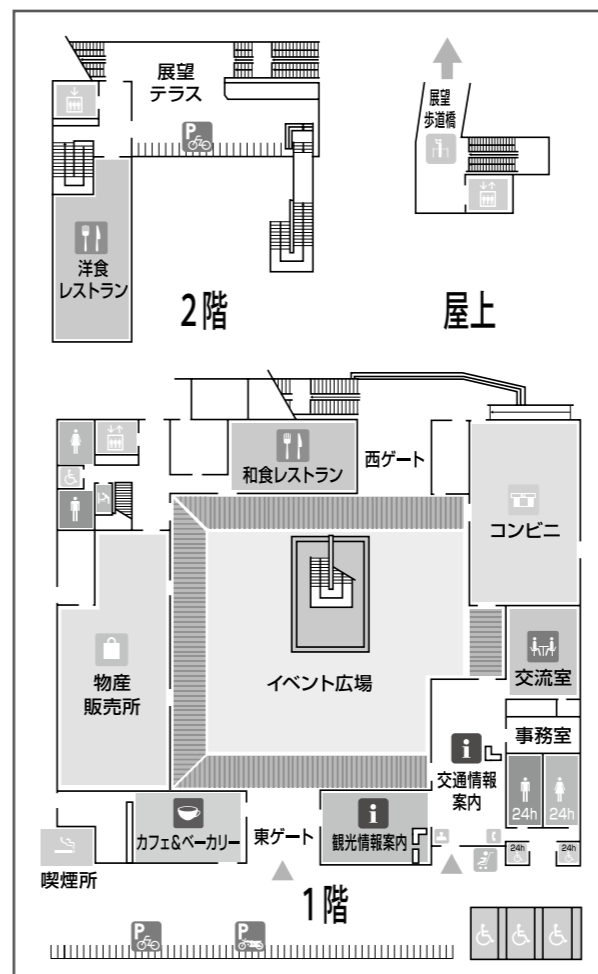 展望
テラス
P
洋食
レストラン
2階
展望
歩道橋
屋上
和食レストラン
西ゲート
コンビニ
物産
販売所
イベント広場
交流室
事務室
i
交通情報
案内
24h
24h
カフェ&ベーカリー
東ゲート
i
観光情報案内
24h
24h
喫煙所
1階
P
P